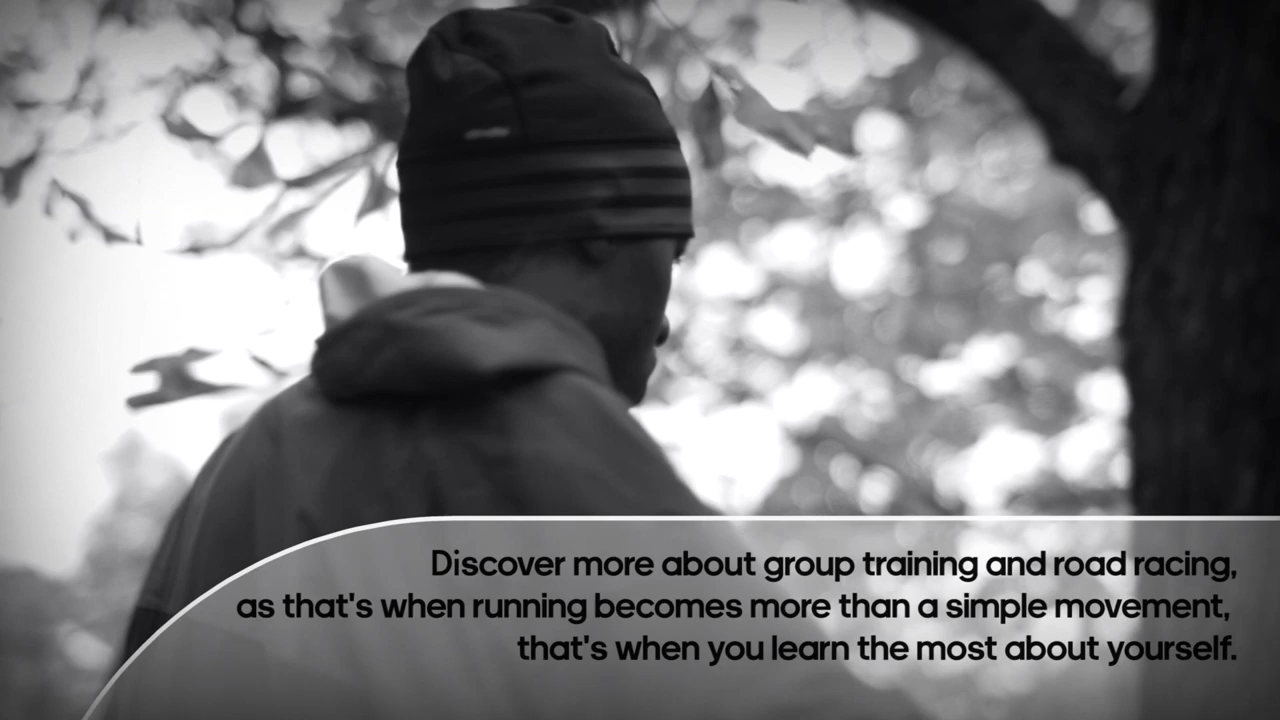 Discover more about group training and road racing,
as that's when running becomes more than a simple movement,
that's when you learn the most about yourself.